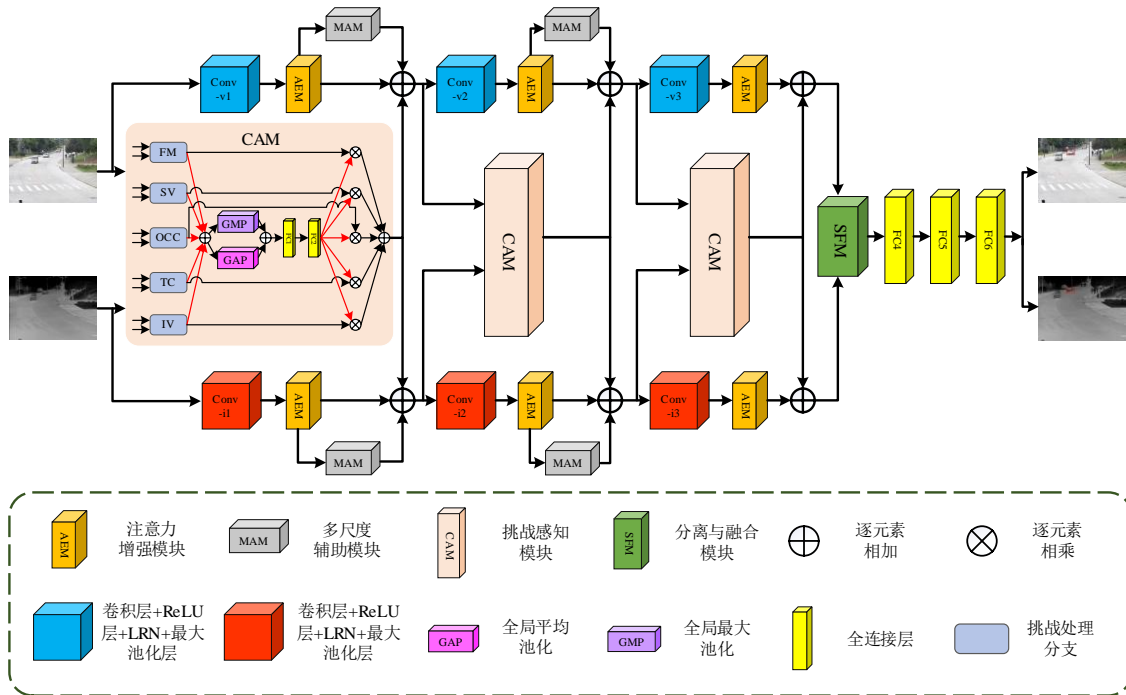 MAM
MAM
Conv
-v1
AEM
Conv
-v2
AEM
Conv
-v3
AEM
CAM
FM
SV
OCC
TC
IV
GMP
GAP
FC1
FC2
CAM
CAM
SFM
FC4
FC5
FC6
Conv
-i1
AEM
Conv
-i2
AEM
Conv
-i3
AEM
MAM
MAM
AEM
注意力
增强模块
MAM
多尺度
辅助模块
CAM
挑战感知
模块
SFM
分离与融合
模块
逐元素
相加
逐元素
相乘
卷积层+ReLU
层+LRN+最大
池化层
卷积层+ReLU
层+LRN+最大
池化层
GAP
全局平均
池化
GMP
全局最大
池化
全连接层
挑战处理
分支